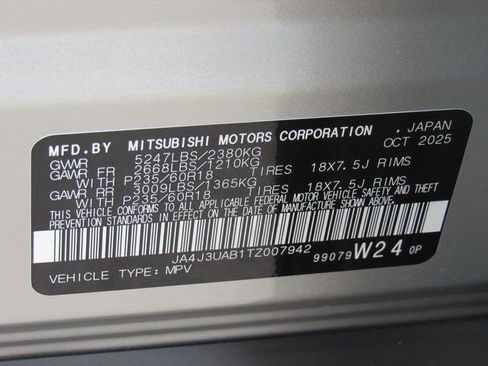 MFD.BY MITSUBISHI MOTORS CORPORATION , JAPAN
GVWR 5247LBS/2380KG OCT 2025
GAWR FR 2668LBS/1210KG
WITH P235/60R18 TIRES 18X7.5J RIMS
GAWR RR 3009LBS/1365KG
WITH P235/60R18 TIRES 18X7.5J RIMS
THIS VEHICLE CONFORMS TO ALL APPLICABLE FEDERAL MOTOR VEHICLE SAFETY AND THEFT
PREVENTION STANDARDS IN EFFECT ON THE DATE OF MANUFACTURE SHOWN ABOVE.
JA4J3UAB1TZ007942
VEHICLE TYPE: MPV 99079 W24 0P